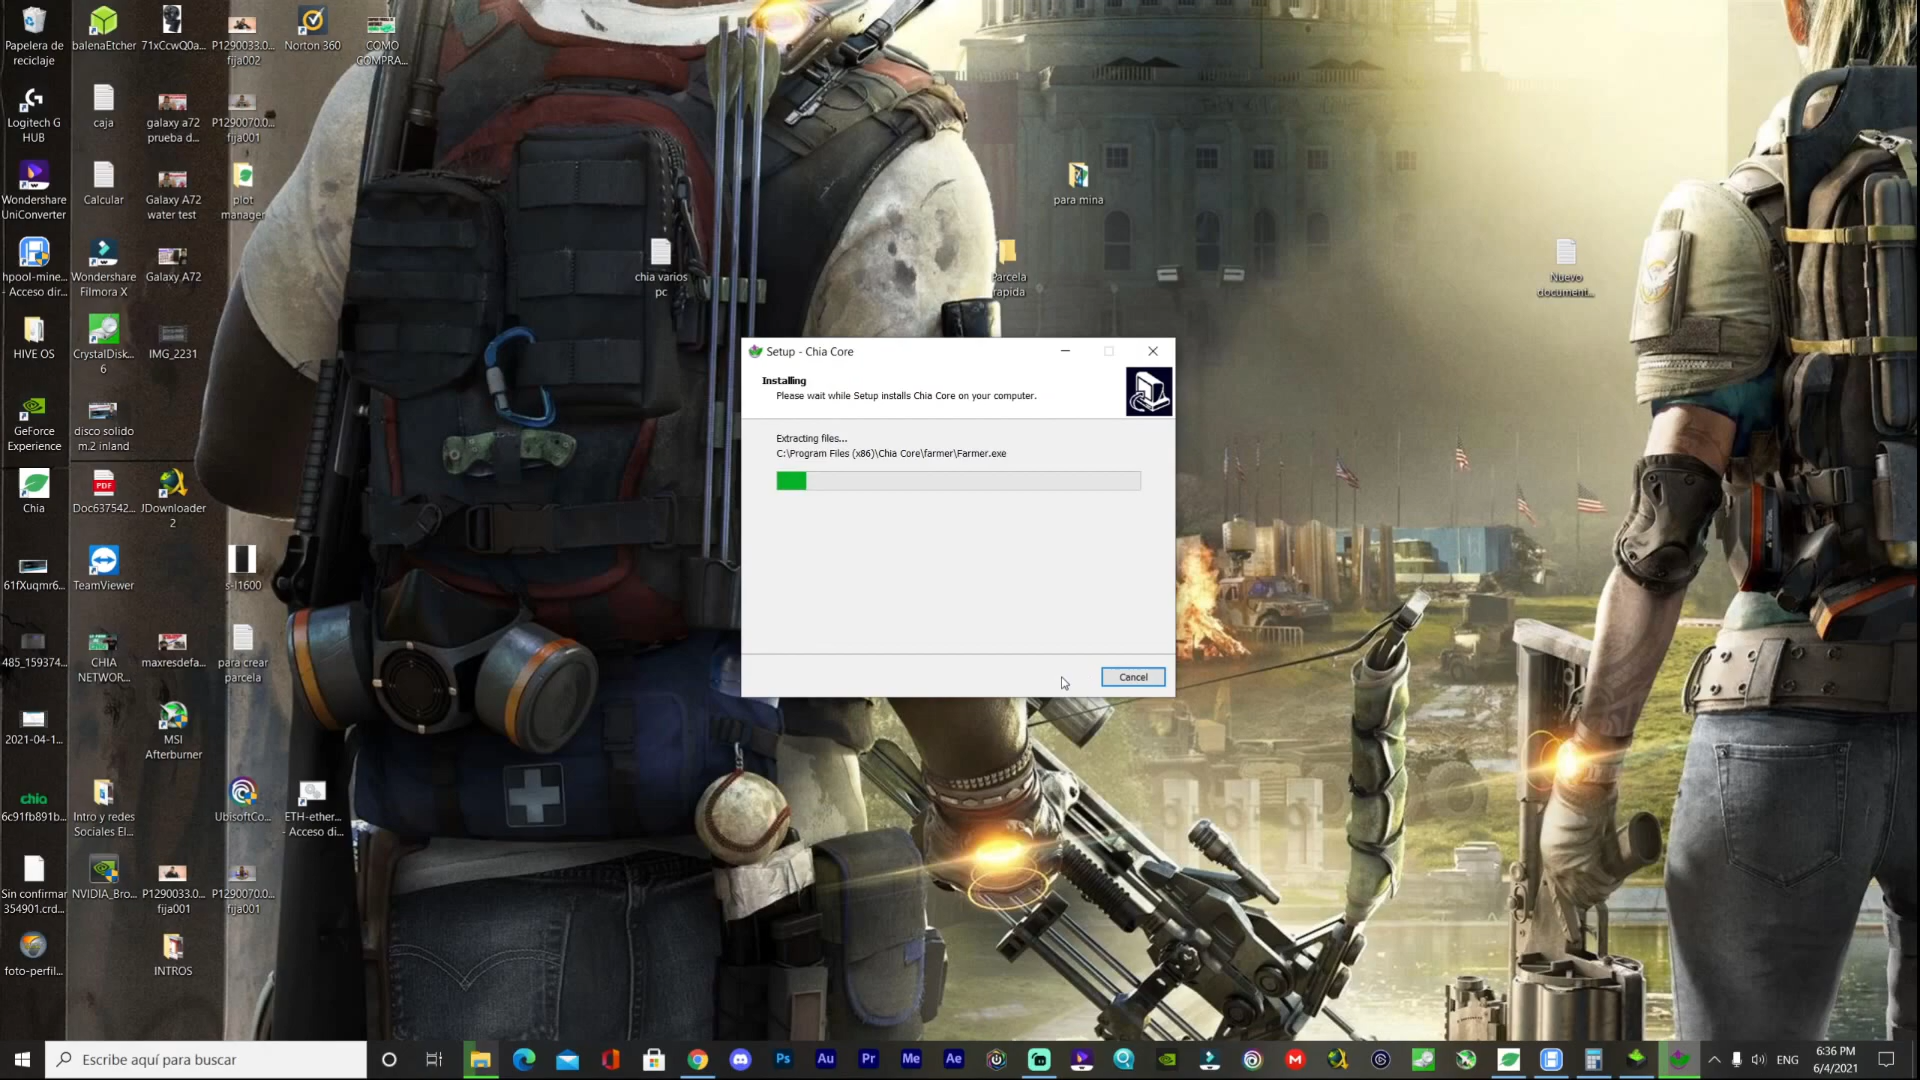 Papelera de
reciclaje
balenaEtcher
71xCcwQ0a...
P1290033.0...
fija002
Norton 360
COMO
COMPRA...
Logitech G
HUB
caja
galaxy a72
prueba d...
P1290070.0...
fija001
Wondershare
UniConverter
Calcular
Galaxy A72
water test
plot
manager
para mina
hpool-mine...
- Acceso dir...
Wondershare
Filmora X
Galaxy A72
chia varios
pc
Parcela
rapida
Nuevo
document...
HIVE OS
CrystalDisk...
6
IMG_2231
GeForce
Experience
disco solido
m.2 inland
Chia
PDF
Doc637542...
JDownloader
2
61fXuqmr6...
TeamViewer
s-l1600
485_159374...
CHIA
NETWOR...
maxresdefa...
para crear
parcela
2021-04-1...
MSI
Afterburner
chia
6c91fb891b...
Intro y redes
Sociales El...
UbisoftCo...
ETH-ether...
- Acceso di...
Sin confirmar
354901.crd...
NVIDIA_Bro...
P1290033.0...
fija001
P1290070.0...
fija001
foto-perfil...
INTROS
Setup - Chia Core
Installing
Please wait while Setup installs Chia Core on your computer.
Extracting files...
C:\Program Files (x86)\Chia Core\farmer\Farmer.exe
Cancel
Escribe aquí para buscar
Ps
Au
Pr
Me
Ae
ENG
6:36 PM
6/4/2021